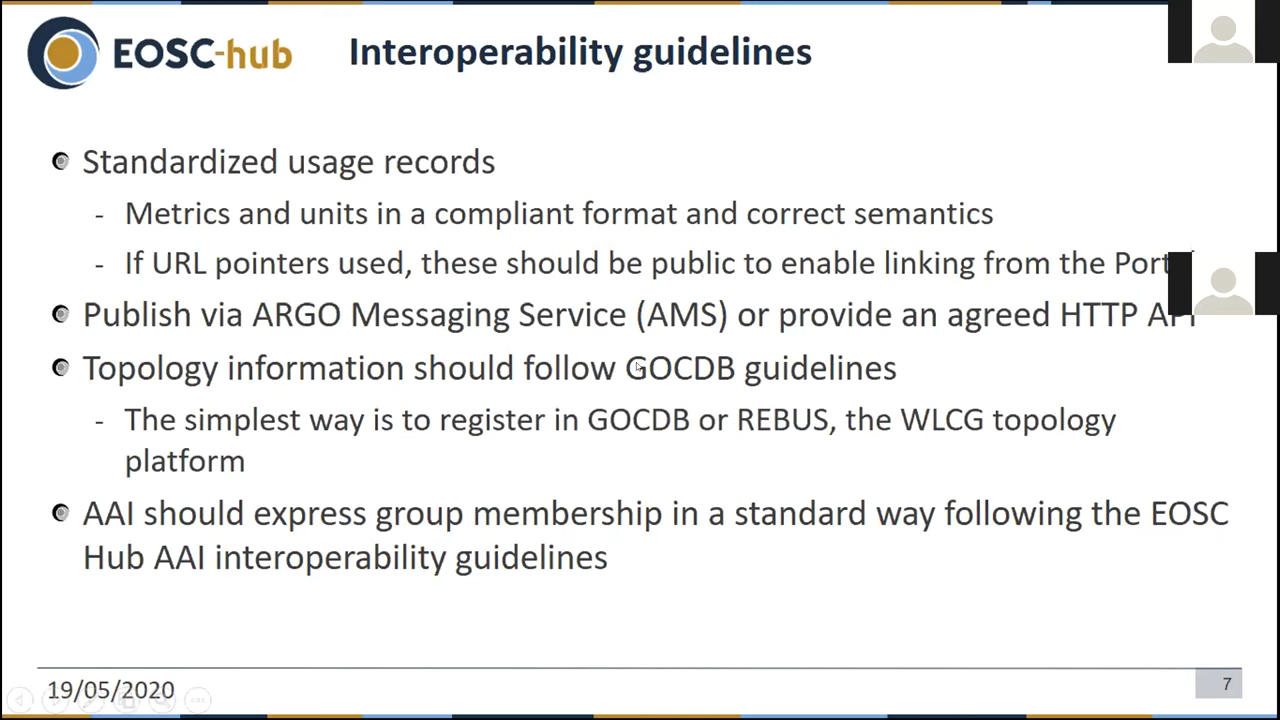 EOSC-hub
Interoperability guidelines
Standardized usage records
- Metrics and units in a compliant format and correct semantics
- If URL pointers used, these should be public to enable linking from the
Publish via ARGO Messaging Service (AMS) or provide an agreed HTTP API
Topology information should follow GOCDB guidelines
- The simplest way is to register in GOCDB or REBUS, the WLCG topology
platform
AAI should express group membership in a standard way following the EOSC
Hub AAI interoperability guidelines
19/05/2020
7